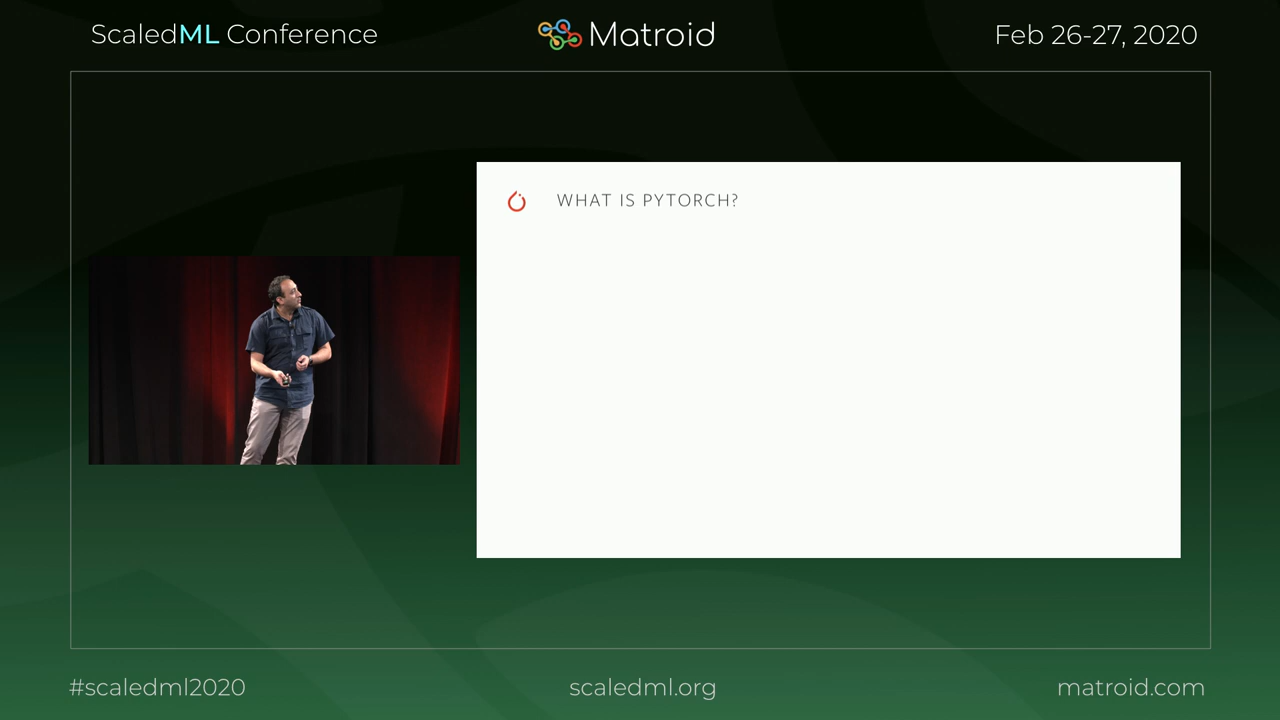 ScaledML Conference
Matroid
Feb 26-27, 2020
WHAT IS PYTORCH?
#scaledml2020
scaledml.org
matroid.com